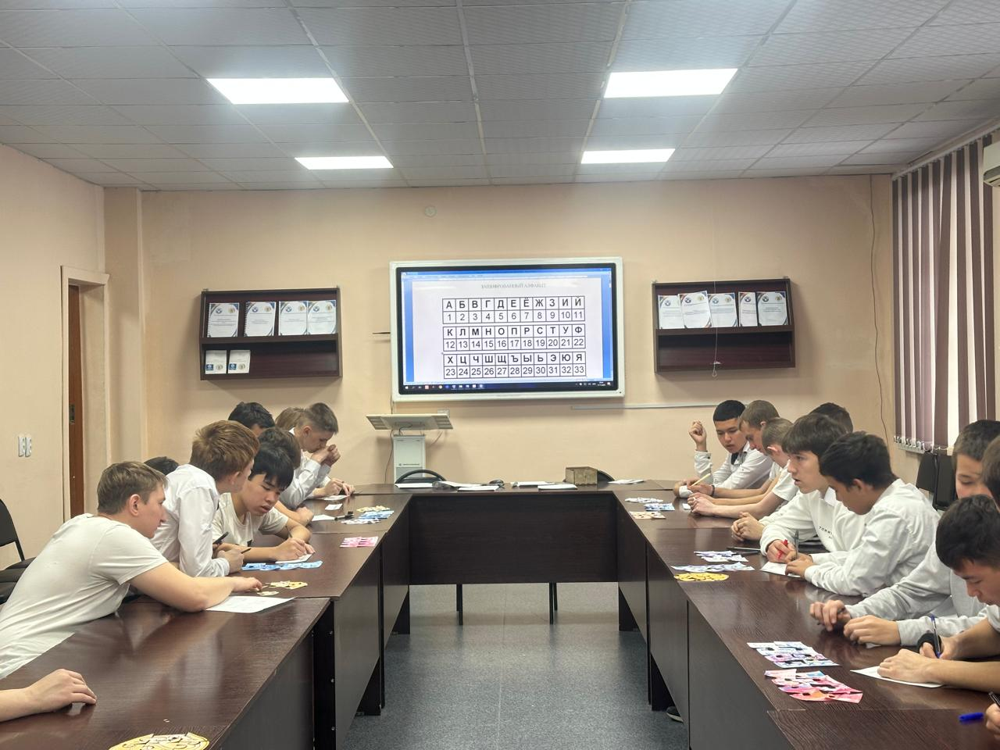 ЗАШИФРОВАННЫЙ АЛФАВИТ
А Б В Г Д Е Ё Ж З И Й
1 2 3 4 5 6 7 8 9 10 11
К Л М Н О П Р С Т У Ф
12 13 14 15 16 17 18 19 20 21 22
Х Ц Ч Ш Щ Ъ Ы Ь Э Ю Я
23 24 25 26 27 28 29 30 31 32 33